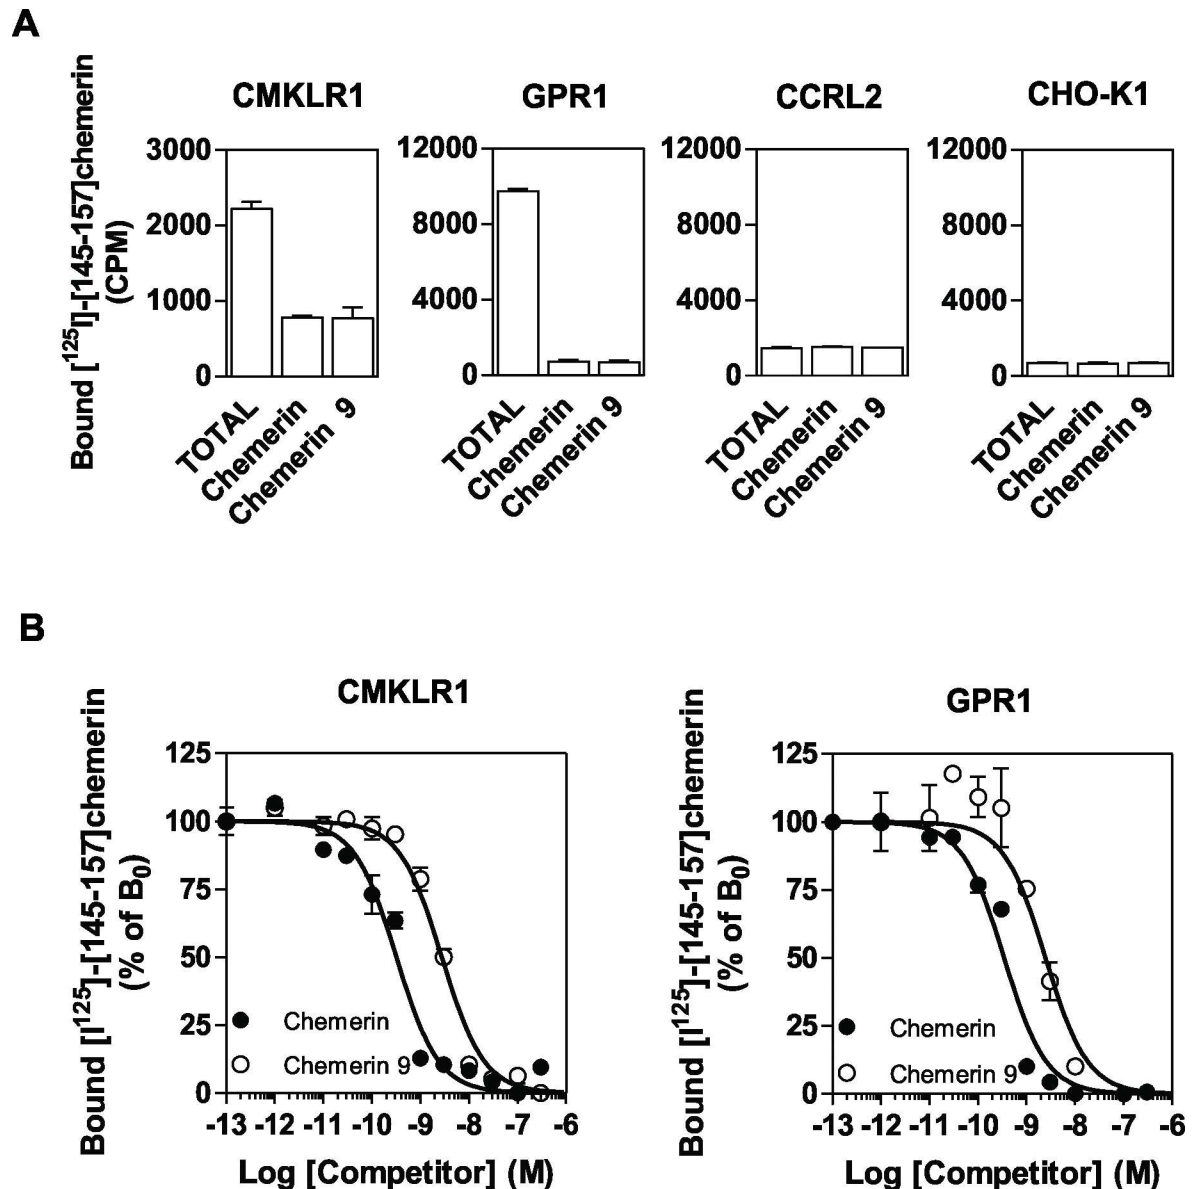 A
CMKLR1
GPR1
CCRL2
CHO-K1
Bound [¹²⁵I]-[145-157]chemerin
(CPM)
3000
2000
1000
0
12000
8000
4000
0
12000
8000
4000
0
12000
8000
4000
0
TOTAL
Chemerin
Chemerin 9
TOTAL
Chemerin
Chemerin 9
TOTAL
Chemerin
Chemerin 9
TOTAL
Chemerin
Chemerin 9
B
CMKLR1
Bound [I¹²⁵]-[145-157]chemerin
(% of B₀)
125
100
75
50
25
0
Chemerin
Chemerin 9
-13 -12 -11 -10 -9 -8 -7 -6
Log [Competitor] (M)
GPR1
Bound [I¹²⁵]-[145-157]chemerin
(% of B₀)
125
100
75
50
25
0
Chemerin
Chemerin 9
-13 -12 -11 -10 -9 -8 -7 -6
Log [Competitor] (M)